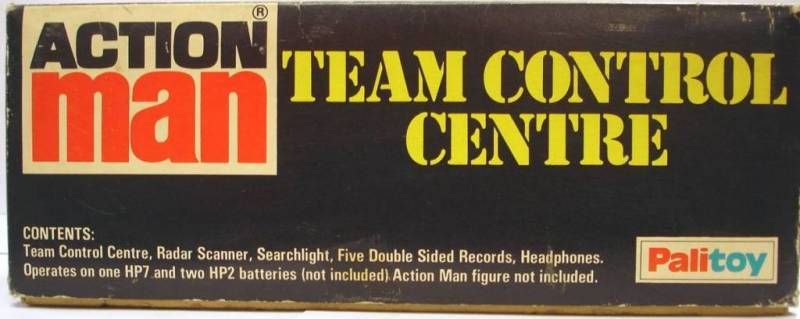 ACTION®
man
TEAM CONTROL
CENTRE
CONTENTS:
Team Control Centre, Radar Scanner, Searchlight, Five Double Sided Records, Headphones.
Operates on one HP7 and two HP2 batteries (not included) Action Man figure not included.
Palitoy